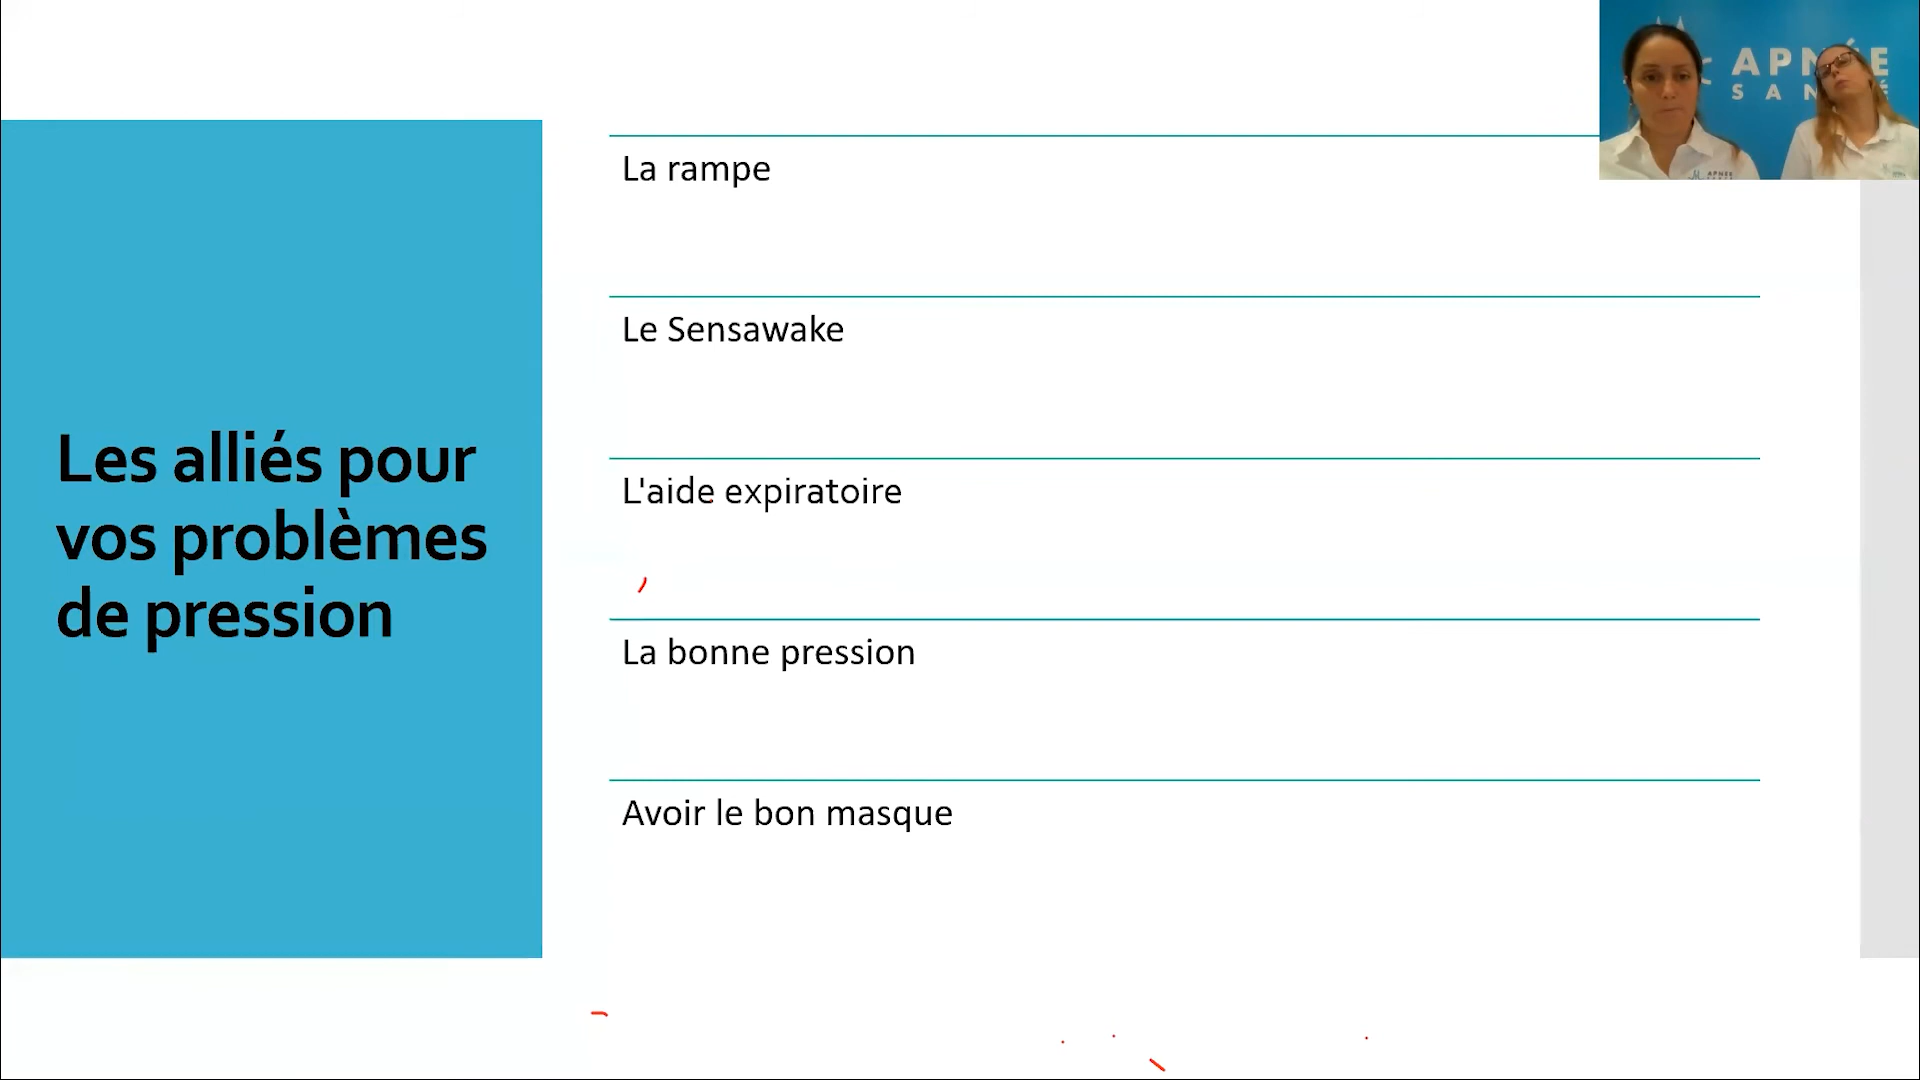 Les alliés pour
vos problèmes
de pression
La rampe
Le Sensawake
L'aide expiratoire
La bonne pression
Avoir le bon masque
APNÉE